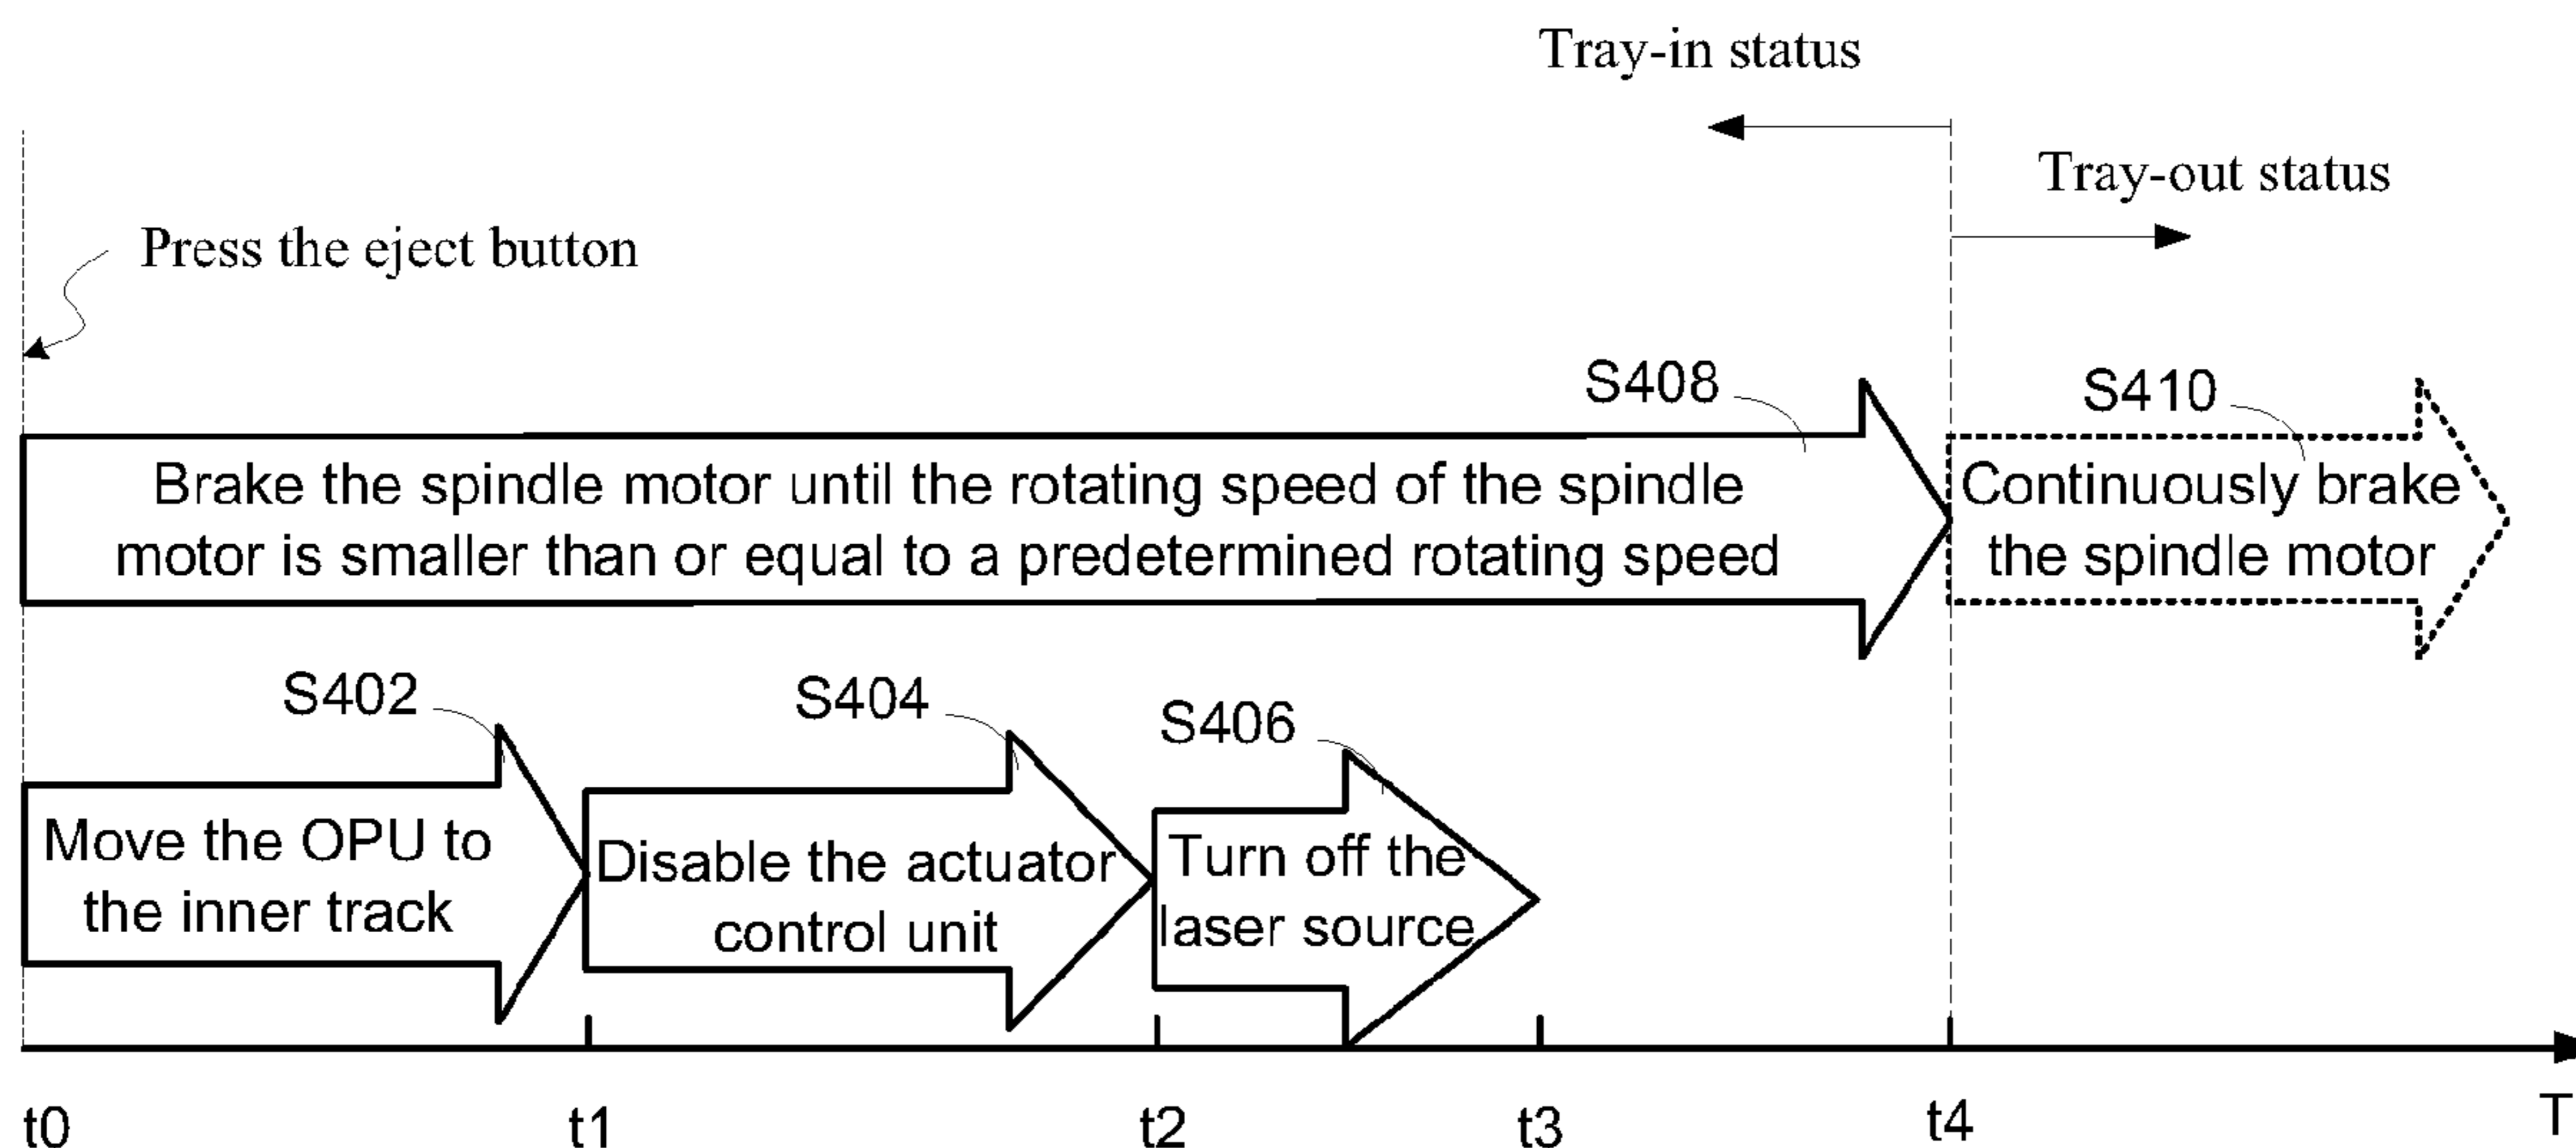 Tray-in status
Tray-out status
Press the eject button
S408
S410
Brake the spindle motor until the rotating speed of the spindle
motor is smaller than or equal to a predetermined rotating speed
Continuously brake
the spindle motor
S402
S404
S406
Move the OPU to
the inner track
Disable the actuator
control unit
Turn off the
laser source
t0
t1
t2
t3
t4
T